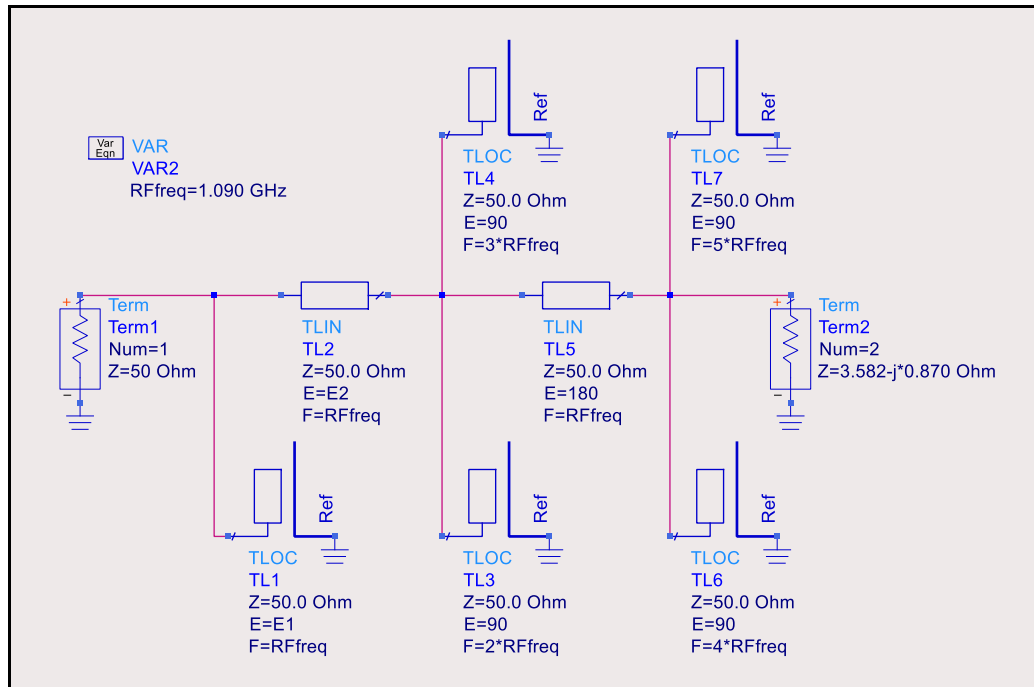 Var
Eqn
VAR
VAR2
RFfreq=1.090 GHz
Ref
TLOC
TL4
Z=50.0 Ohm
E=90
F=3*RFfreq
Ref
TLOC
TL7
Z=50.0 Ohm
E=90
F=5*RFfreq
+
Term
Term1
Num=1
Z=50 Ohm
−
TLIN
TL2
Z=50.0 Ohm
E=E2
F=RFfreq
TLIN
TL5
Z=50.0 Ohm
E=180
F=RFfreq
+
Term
Term2
Num=2
Z=3.582-j*0.870 Ohm
−
Ref
TLOC
TL1
Z=50.0 Ohm
E=E1
F=RFfreq
Ref
TLOC
TL3
Z=50.0 Ohm
E=90
F=2*RFfreq
Ref
TLOC
TL6
Z=50.0 Ohm
E=90
F=4*RFfreq